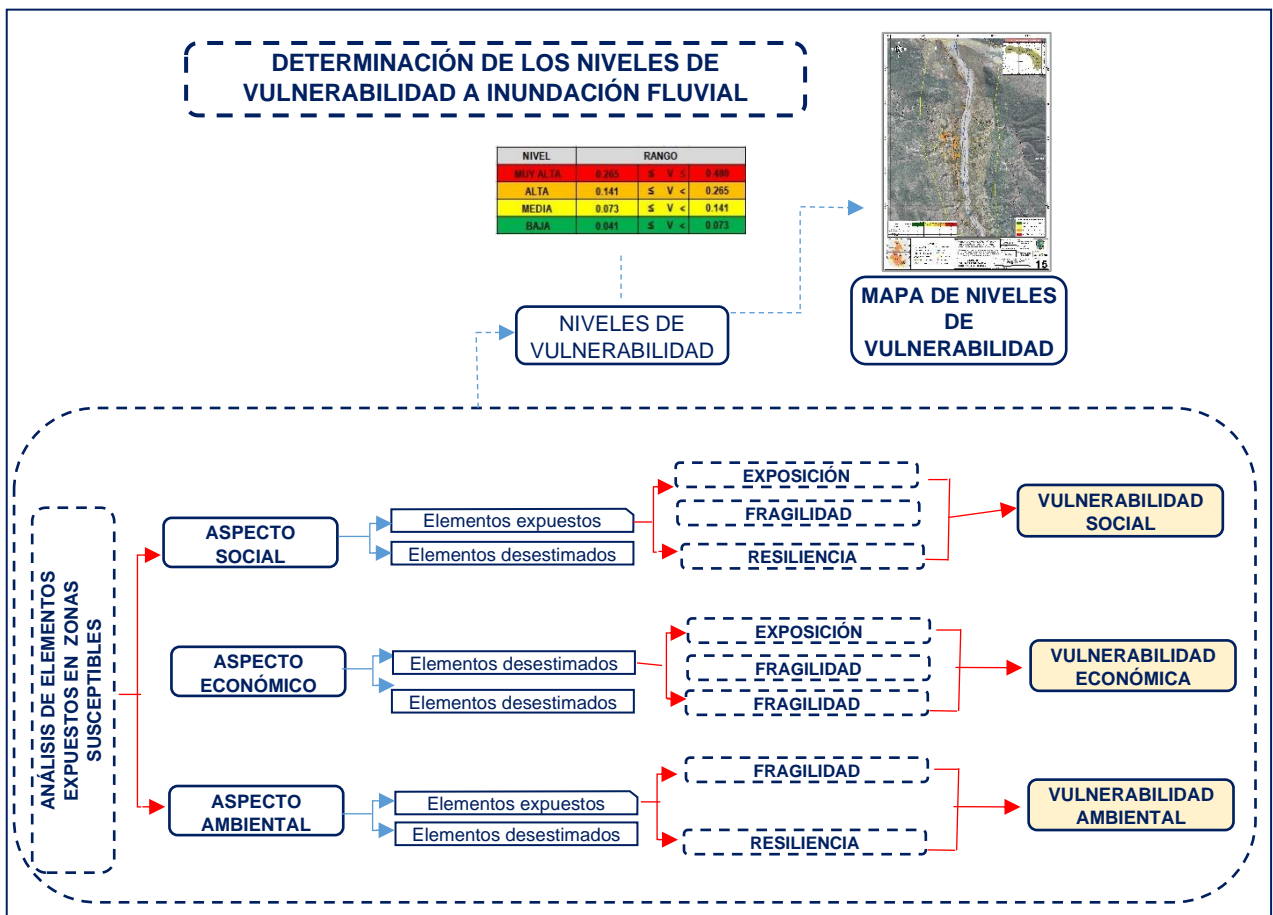 DETERMINACIÓN DE LOS NIVELES DE
VULNERABILIDAD A INUNDACIÓN FLUVIAL
NIVEL RANGO
MUY ALTA 0.265 ≤ V ≤
ALTA 0.141 ≤ V < 0.265
MEDIA 0.073 ≤ V < 0.141
BAJA 0.041 ≤ V < 0.073
15
MAPA DE NIVELES
DE
VULNERABILIDAD
NIVELES DE
VULNERABILIDAD
ANÁLISIS DE ELEMENTOS
EXPUESTOS EN ZONAS
SUSCEPTIBLES
ASPECTO
SOCIAL
Elementos expuestos
Elementos desestimados
EXPOSICIÓN
FRAGILIDAD
RESILIENCIA
VULNERABILIDAD
SOCIAL
ASPECTO
ECONÓMICO
Elementos desestimados
Elementos desestimados
EXPOSICIÓN
FRAGILIDAD
FRAGILIDAD
VULNERABILIDAD
ECONÓMICA
ASPECTO
AMBIENTAL
Elementos expuestos
Elementos desestimados
FRAGILIDAD
RESILIENCIA
VULNERABILIDAD
AMBIENTAL